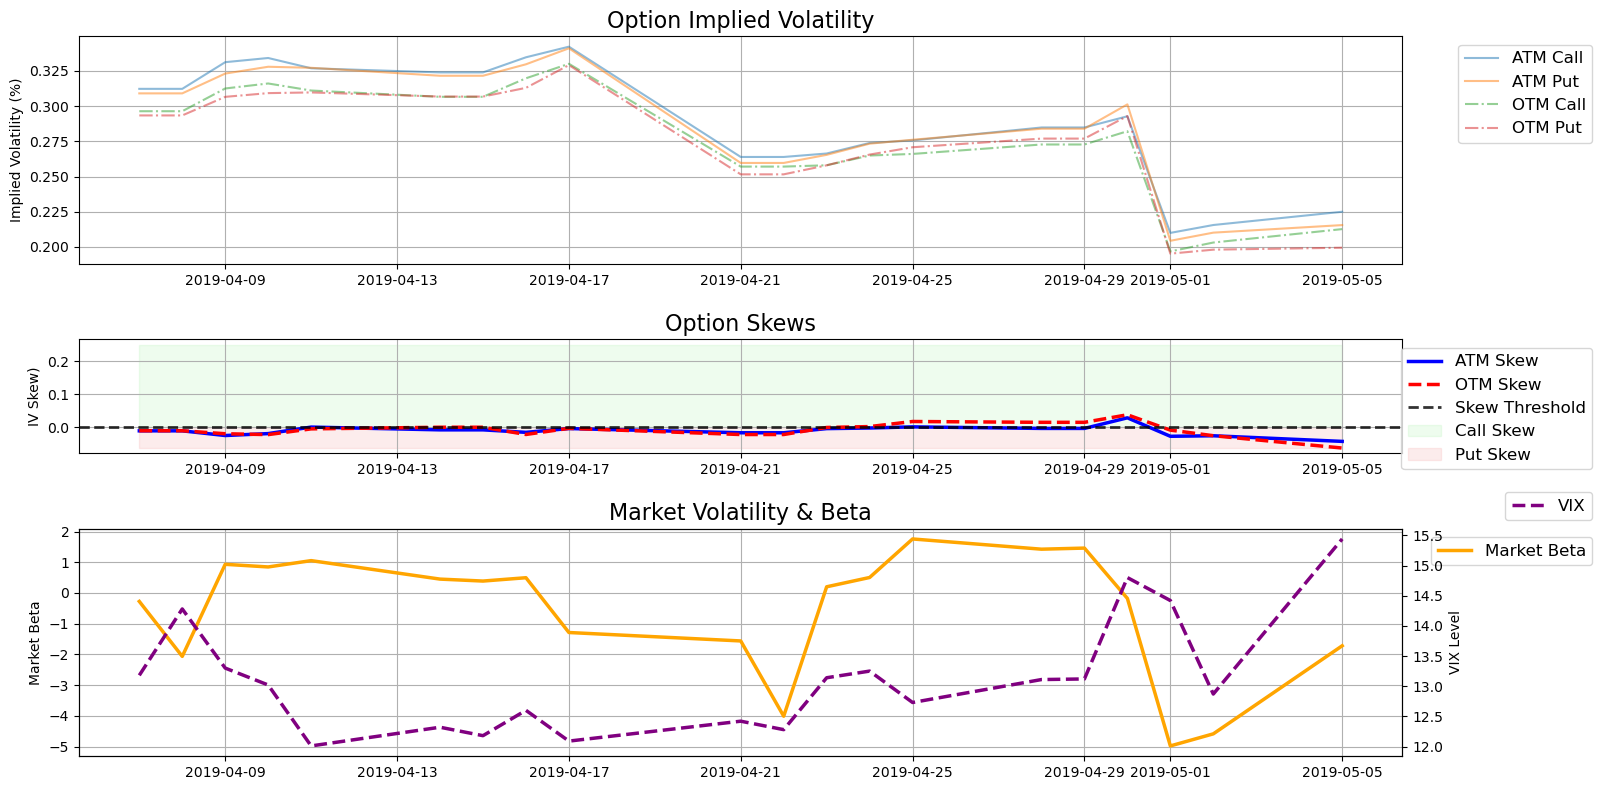 Option Implied Volatility
Implied Volatility (%)
0.325
0.300
0.275
0.250
0.225
0.200
2019-04-09 2019-04-13 2019-04-17 2019-04-21 2019-04-25 2019-04-29 2019-05-01 2019-05-05
ATM Call
ATM Put
OTM Call
OTM Put
Option Skews
IV Skew)
0.2
0.1
0.0
2019-04-09 2019-04-13 2019-04-17 2019-04-21 2019-04-25 2019-04-29 2019-05-01 2019-05-05
ATM Skew
OTM Skew
Skew Threshold
Call Skew
Put Skew
Market Volatility & Beta
Market Beta
2
1
0
−1
−2
−3
−4
−5
2019-04-09 2019-04-13 2019-04-17 2019-04-21 2019-04-25 2019-04-29 2019-05-01 2019-05-05
15.5
15.0
14.5
14.0
13.5
13.0
12.5
12.0
VIX Level
VIX
Market Beta